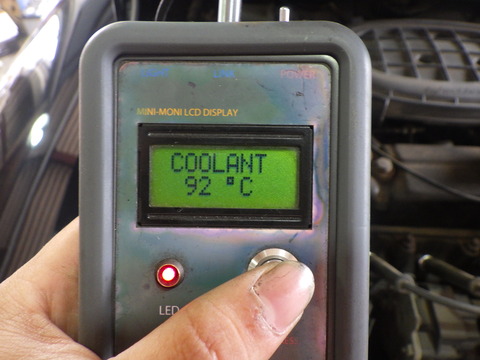 POWER
MINI-MONI LCD DISPLAY
COOLANT
92 °C
LED